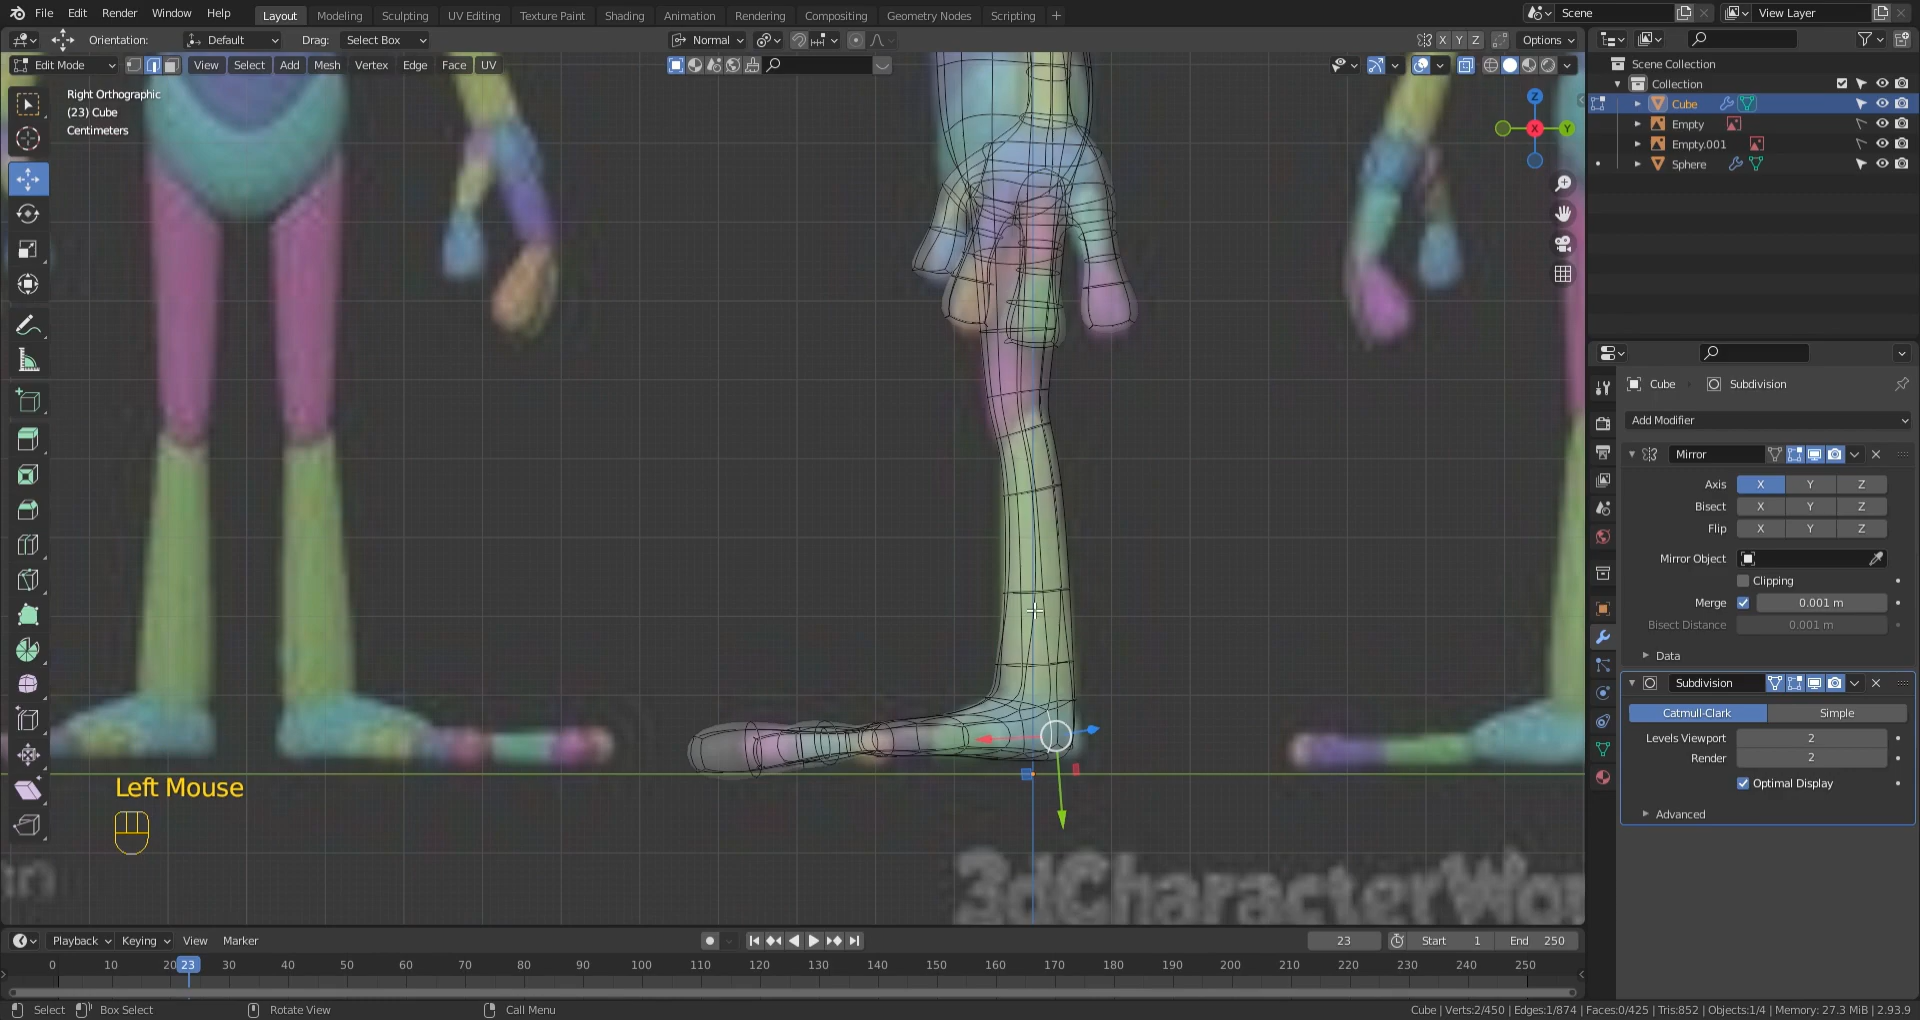 File Edit Render Window Help Layout Modeling Sculpting UV Editing Texture Paint Shading Animation Rendering Compositing Geometry Nodes Scripting + Scene View Layer
Orientation: Default Drag: Select Box Normal X Y Z Options
Edit Mode View Select Add Mesh Vertex Edge Face UV
Right Orthographic
(23) Cube
Centimeters
Z
X
Y
Scene Collection
Collection
Cube
Empty
Empty.001
Sphere
Cube Subdivision
Add Modifier
Mirror
Axis X Y Z
Bisect X Y Z
Flip X Y Z
Mirror Object
Clipping
Merge 0.001 m
Bisect Distance 0.001 m
Data
Subdivision
Catmull-Clark Simple
Levels Viewport 2
Render 2
Optimal Display
Advanced
Left Mouse
3dCharacterWor
Playback Keying View Marker 23 Start 1 End 250
0 10 20 23 30 40 50 60 70 80 90 100 110 120 130 140 150 160 170 180 190 200 210 220 230 240 250
Select Box Select Rotate View Call Menu Cube | Verts:2/450 | Edges:1/874 | Faces:0/425 | Tris:852 | Objects:1/4 | Memory: 27.3 MiB | 2.93.9